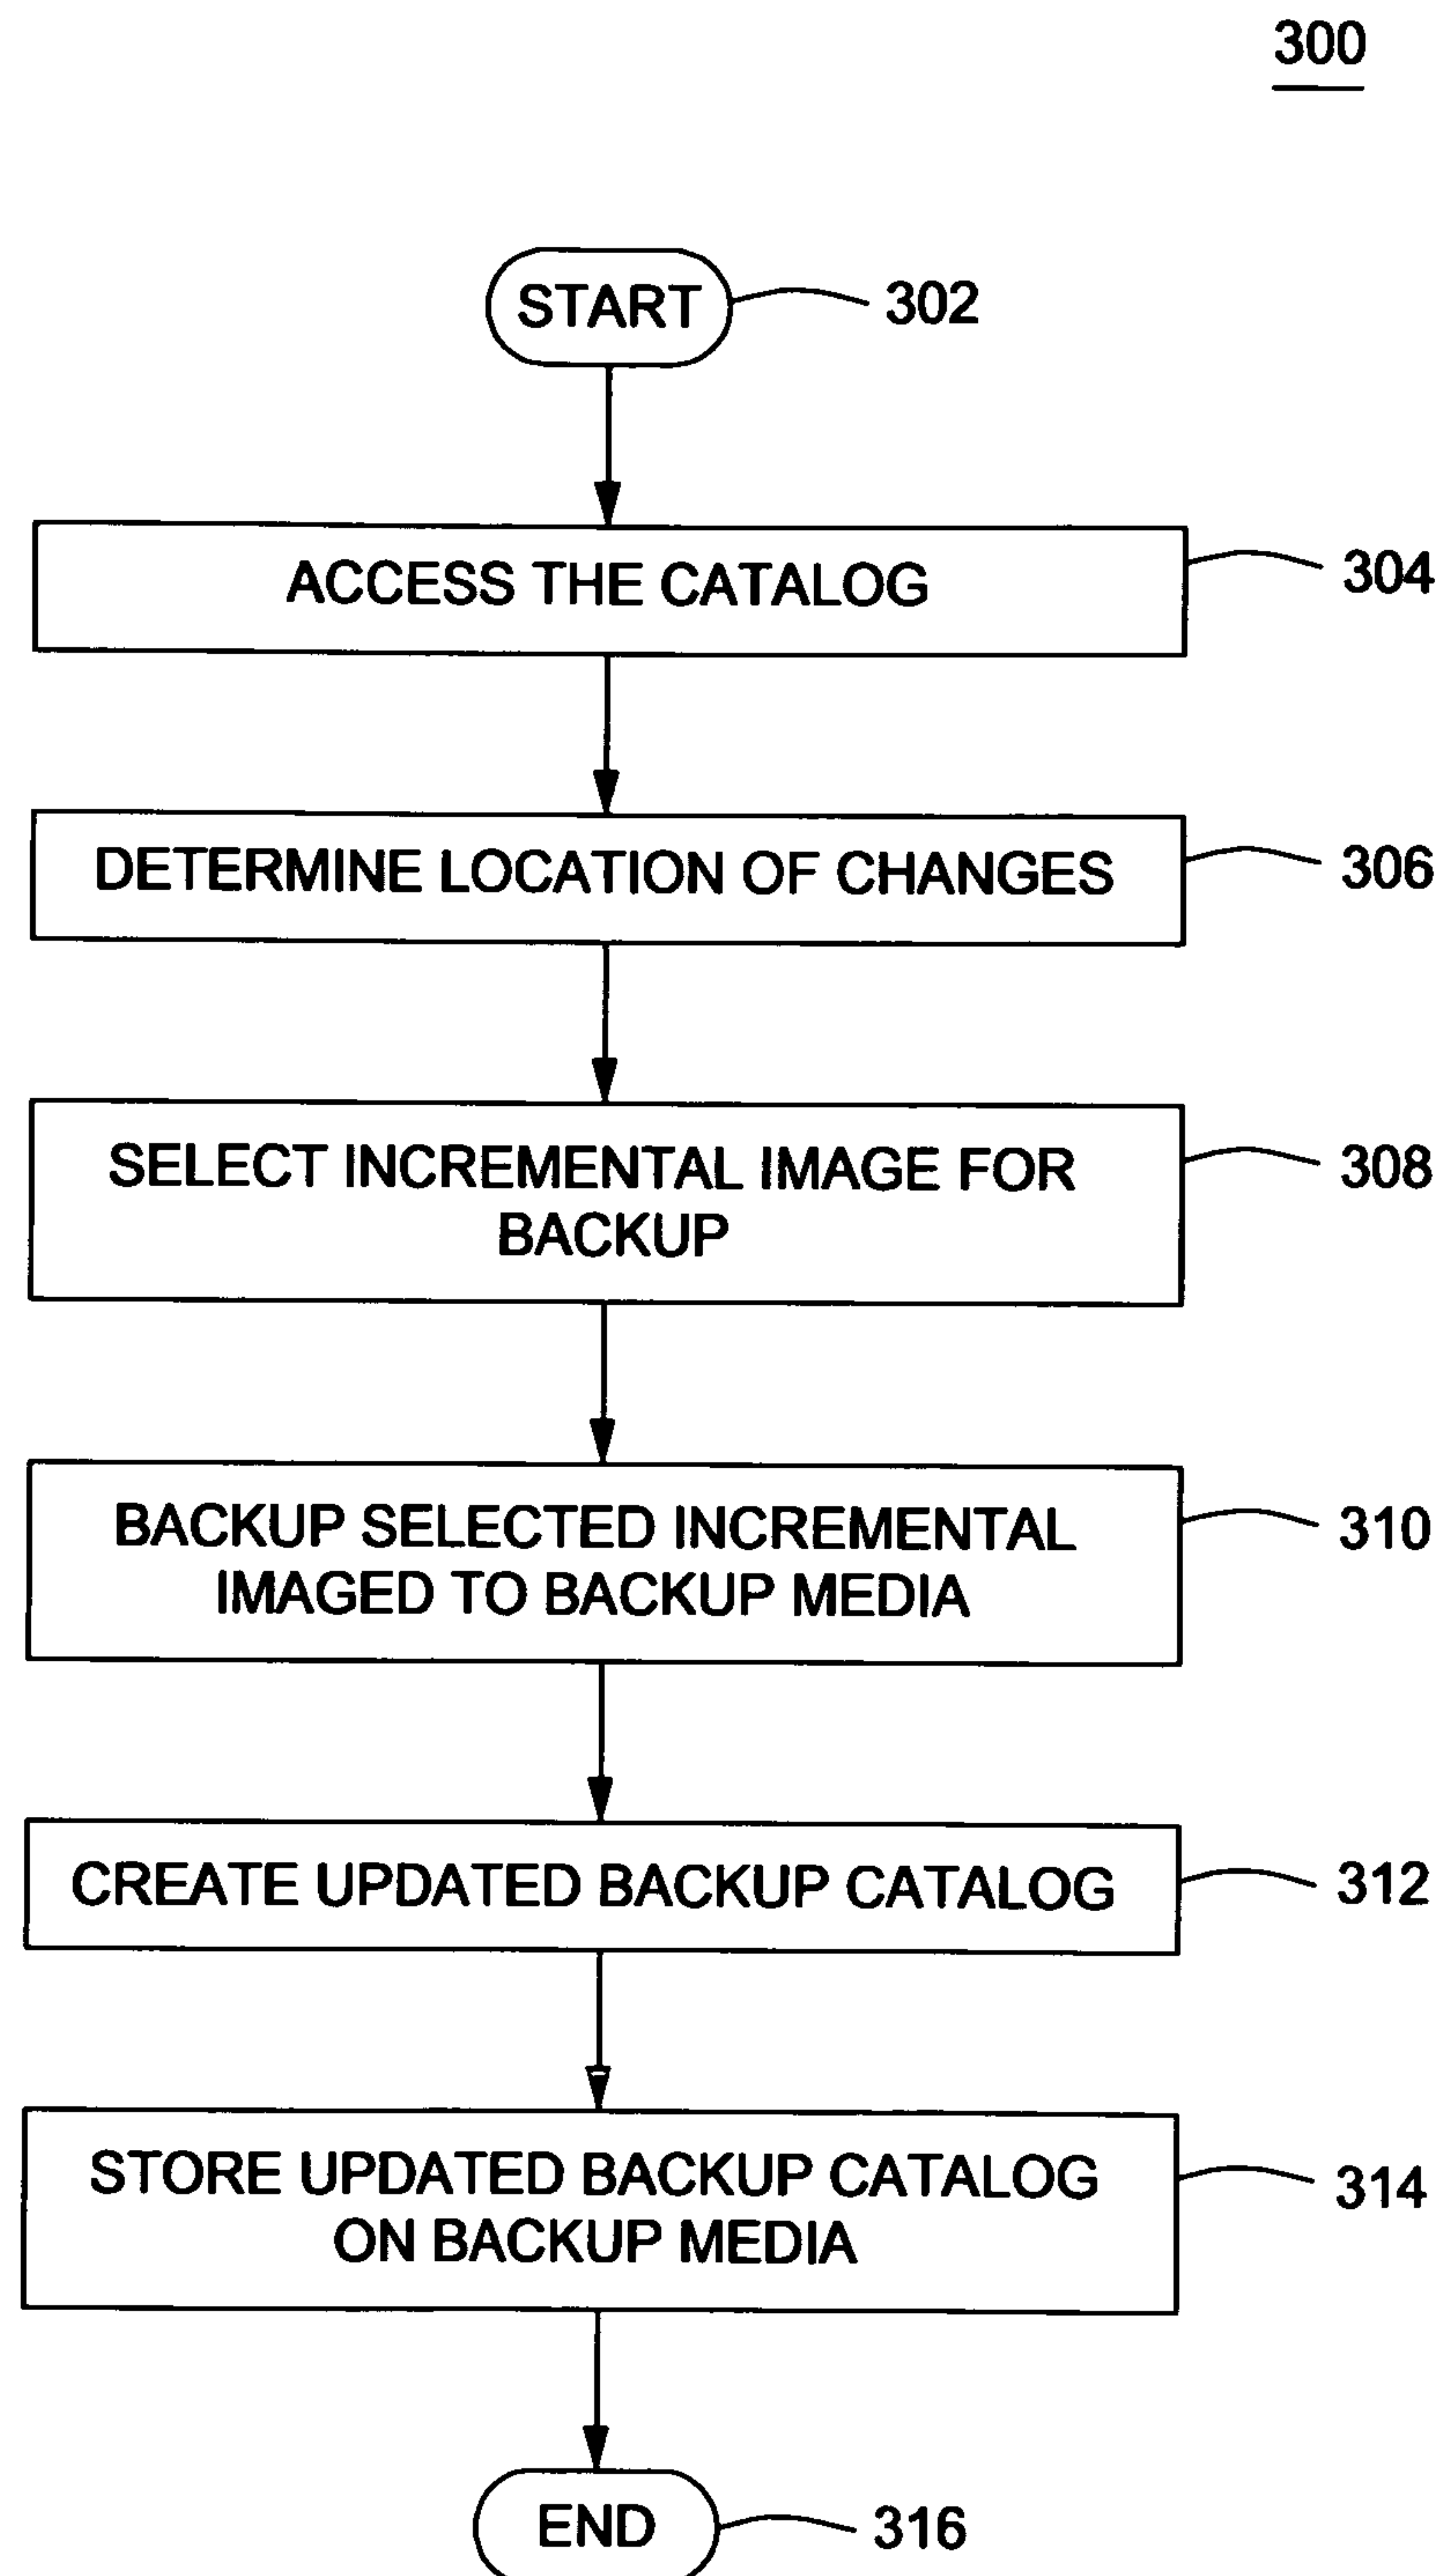 300
START
302
ACCESS THE CATALOG
304
DETERMINE LOCATION OF CHANGES
306
SELECT INCREMENTAL IMAGE FOR
BACKUP
308
BACKUP SELECTED INCREMENTAL
IMAGED TO BACKUP MEDIA
310
CREATE UPDATED BACKUP CATALOG
312
STORE UPDATED BACKUP CATALOG
ON BACKUP MEDIA
314
END
316